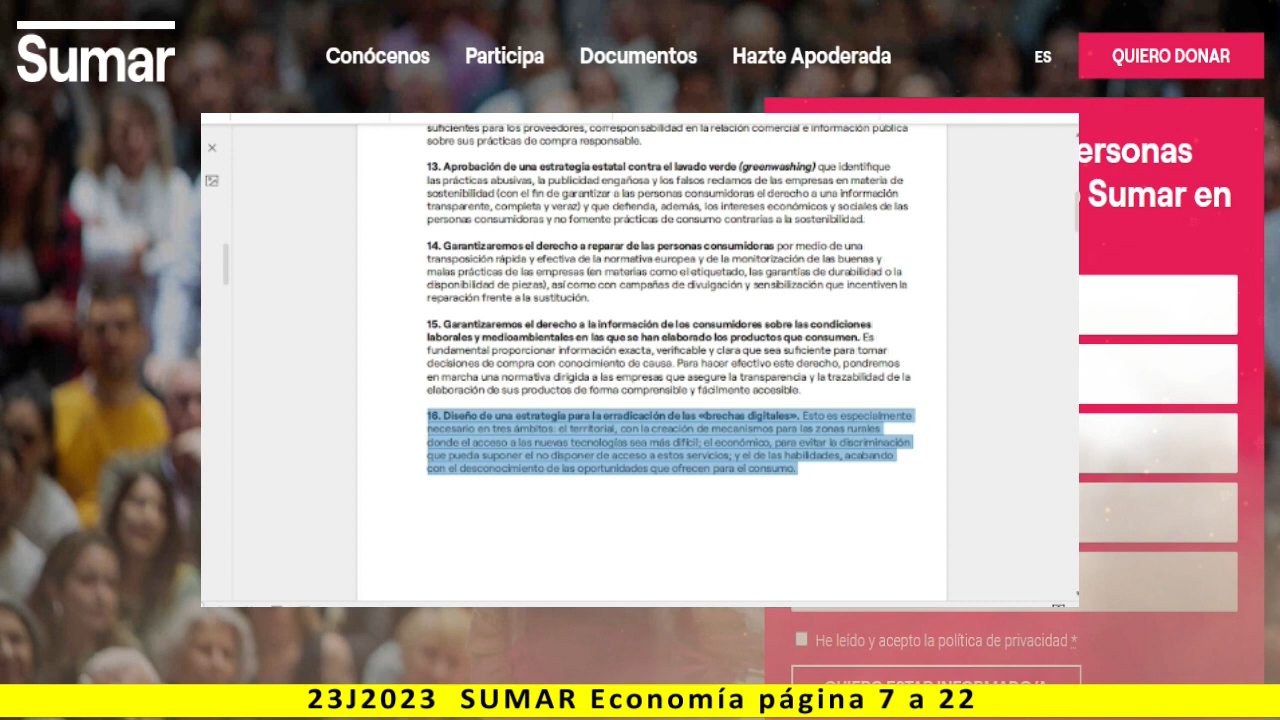 Sumar
Conócenos Participa Documentos Hazte Apoderada ES QUIERO DONAR
ersonas
Sumar en
suficientes para los proveedores, corresponsabilidad en la relación comercial e información pública
sobre sus prácticas de compra responsable.
13. Aprobación de una estrategia estatal contra el lavado verde (greenwashing) que identifique
las prácticas abusivas, la publicidad engañosa y los falsos reclamos de las empresas en materia de
sostenibilidad (con el fin de garantizar a las personas consumidoras el derecho a una información
transparente, completa y veraz) y que defienda, además, los intereses económicos y sociales de las
personas consumidoras y no fomente prácticas de consumo contrarias a la sostenibilidad.
14. Garantizaremos el derecho a reparar de las personas consumidoras por medio de una
transposición rápida y efectiva de la normativa europea y de la monitorización de las buenas y
malas prácticas de las empresas (en materias como el etiquetado, las garantías de durabilidad o la
disponibilidad de piezas), así como con campañas de divulgación y sensibilización que incentiven la
reparación frente a la sustitución.
15. Garantizaremos el derecho a la información de los consumidores sobre las condiciones
laborales y medioambientales en las que se han elaborado los productos que consumen. Es
fundamental proporcionar información exacta, verificable y clara que sea suficiente para tomar
decisiones de compra con conocimiento de causa. Para hacer efectivo este derecho, pondremos
en marcha una normativa dirigida a las empresas que asegure la transparencia y la trazabilidad de la
elaboración de sus productos de forma comprensible y fácilmente accesible.
16. Diseño de una estrategia para la erradicación de las «brechas digitales». Esto es especialmente
necesario en tres ámbitos: el territorial, con la creación de mecanismos para las zonas rurales
donde el acceso a las nuevas tecnologías sea más difícil; el económico, para evitar la discriminación
que pueda suponer el no disponer de acceso a estos servicios; y el de las habilidades, acabando
con el desconocimiento de las oportunidades que ofrecen para el consumo.
He leído y acepto la política de privacidad *
QUIERO ESTAR INFORMADO/A
23J2023 SUMAR Economía página 7 a 22